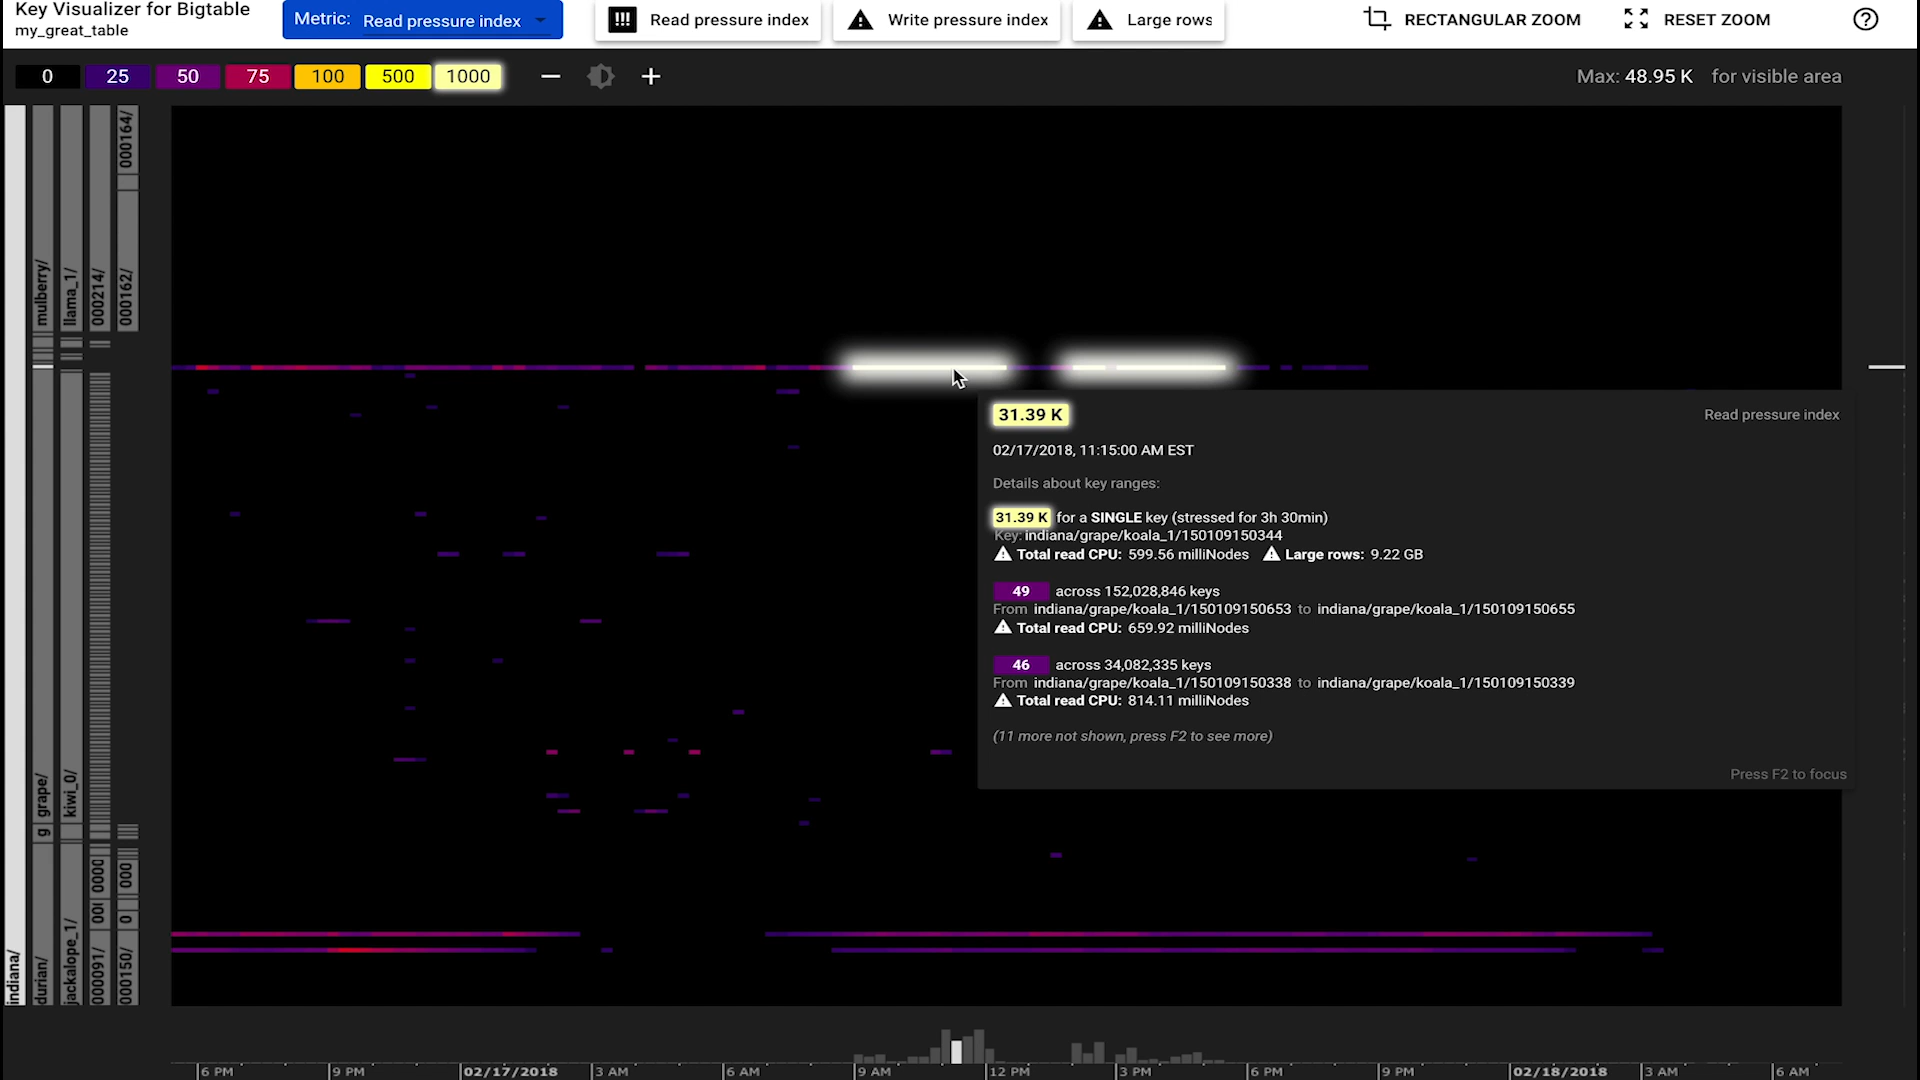 Key Visualizer for Bigtable
my_great_table
Metric: Read pressure index
Read pressure index
Write pressure index
Large rows
RECTANGULAR ZOOM
RESET ZOOM
?
0 25 50 75 100 500 1000
Max: 48.95 K for visible area
mulberry/
llama_1/
000214/
000164/
000162/
31.39 K
Read pressure index
02/17/2018, 11:15:00 AM EST
Details about key ranges:
31.39 K for a SINGLE key (stressed for 3h 30min)
Key: indiana/grape/koala_1/150109150344
Total read CPU: 599.56 milliNodes Large rows: 9.22 GB
49 across 152,028,846 keys
From indiana/grape/koala_1/150109150653 to indiana/grape/koala_1/150109150655
Total read CPU: 659.92 milliNodes
46 across 34,082,335 keys
From indiana/grape/koala_1/150109150338 to indiana/grape/koala_1/150109150339
Total read CPU: 814.11 milliNodes
(11 more not shown, press F2 to see more)
Press F2 to focus
g grape/
kiwi_0/
0000
000
00
0
indiana/
durian/
jackalope_1/
000091/
000150/
6 PM 9 PM 02/17/2018 3 AM 6 AM 9 AM 12 PM 3 PM 6 PM 9 PM 02/18/2018 3 AM 6 AM